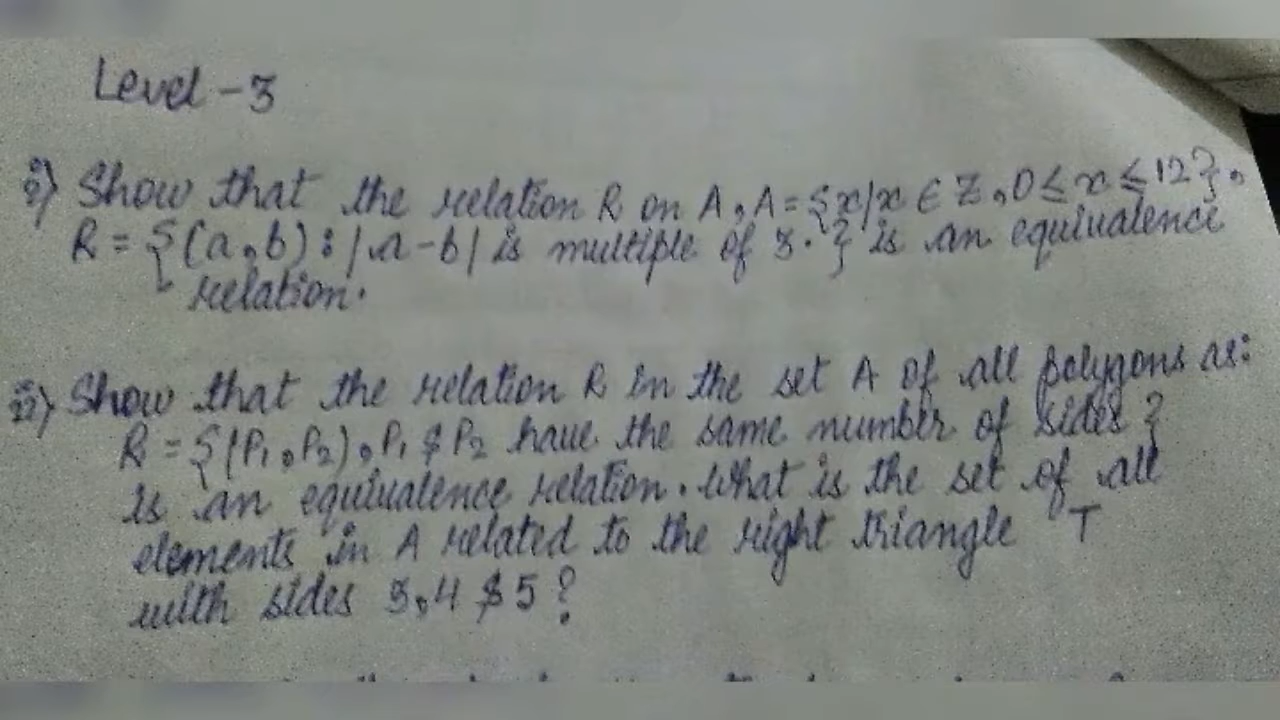 Level - 3
i) Show that the relation R on A, A = {x/x ∈ Z, 0 ≤ x ≤ 12},
R = {(a, b) : |a - b| is multiple of 3.} is an equivalence
relation.
ii) Show that the relation R in the set A of all polygons as:
R = {(P₁, P₂), P₁ & P₂ have the same number of sides}
is an equivalence relation. What is the set of all
elements in A related to the right triangle T
with sides 3, 4 & 5 ?